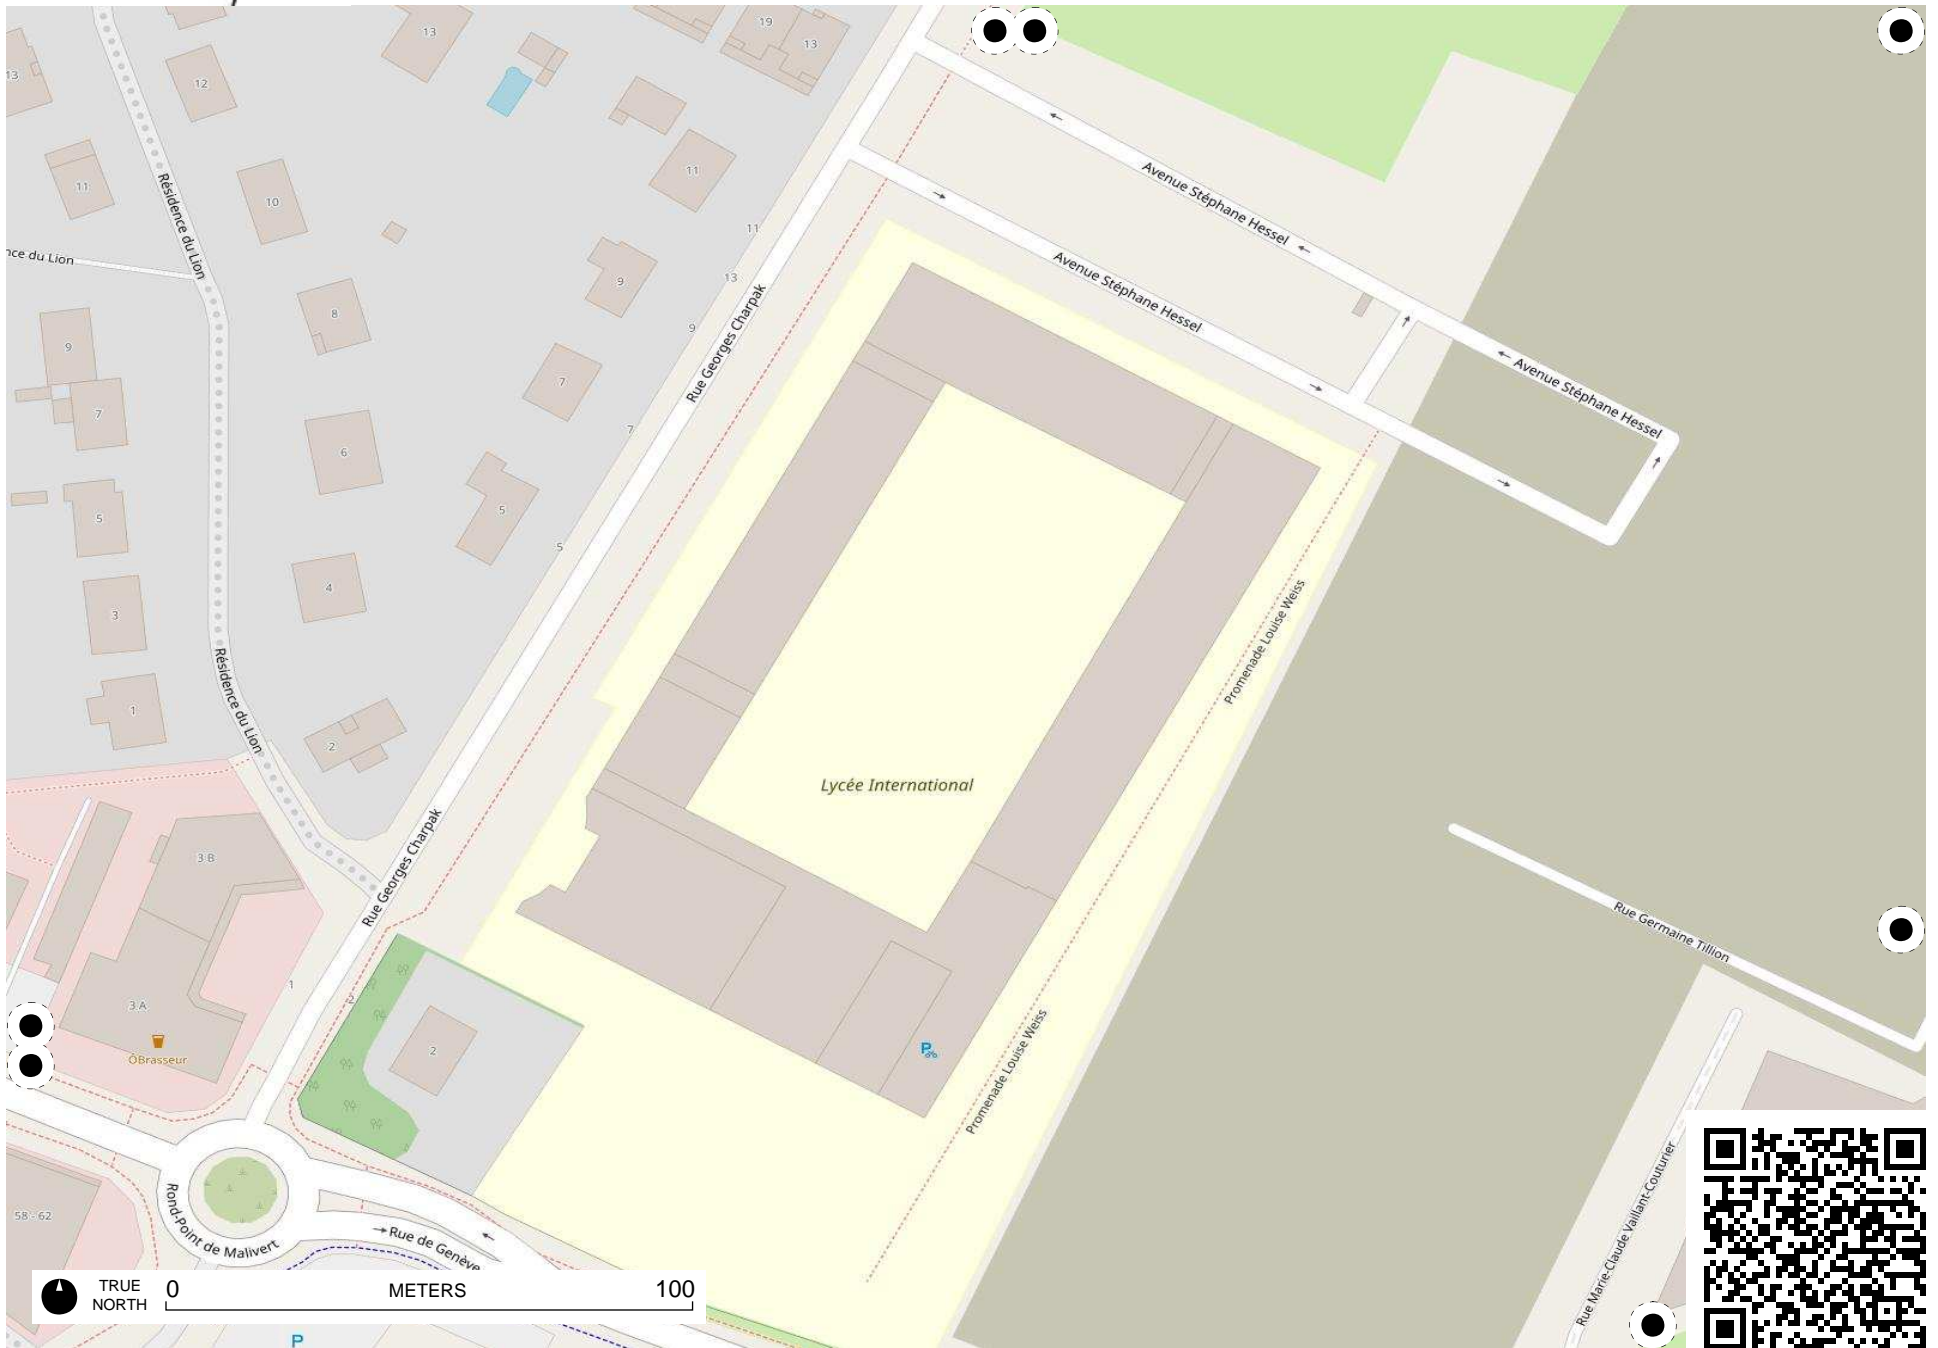 19
13
13
13
12
11
10
11
Résidence du Lion
nce du Lion
11
13
9
8
9
9
7
7
7
6
5
5
5
4
3
2
1
Avenue Stéphane Hessel
Avenue Stéphane Hessel
Avenue Stéphane Hessel
Rue Georges Charpak
Promenade Louise Weiss
Lycée International
Résidence du Lion
Rue Georges Charpak
3 B
3 A
1
2
2
ÔBrasseur
P
Promenade Louise Weiss
Rue Germaine Tillion
Rue Marie-Claude Vaillant-Couturier
58 - 62
Rond-Point de Malivert
Rue de Genève
TRUE NORTH
0 METERS 100
P